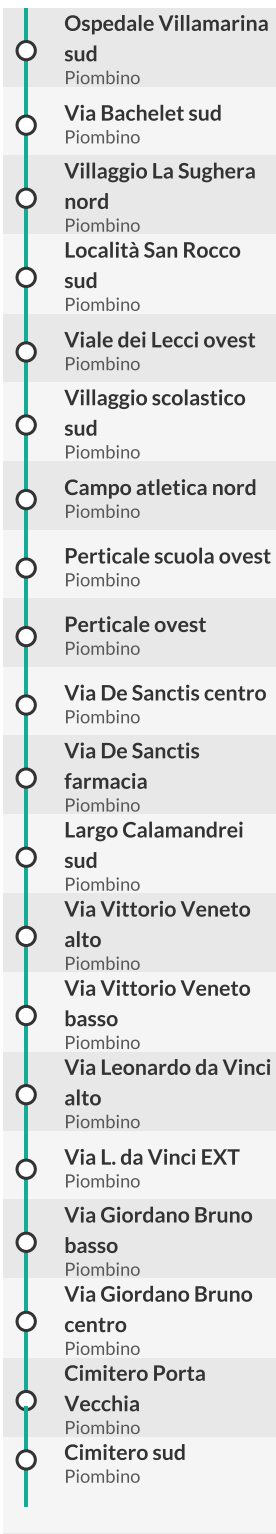 Ospedale Villamarina
sud
Piombino
Via Bachelet sud
Piombino
Villaggio La Sughera
nord
Piombino
Località San Rocco
sud
Piombino
Viale dei Lecci ovest
Piombino
Villaggio scolastico
sud
Piombino
Campo atletica nord
Piombino
Perticale scuola ovest
Piombino
Perticale ovest
Piombino
Via De Sanctis centro
Piombino
Via De Sanctis
farmacia
Piombino
Largo Calamandrei
sud
Piombino
Via Vittorio Veneto
alto
Piombino
Via Vittorio Veneto
basso
Piombino
Via Leonardo da Vinci
alto
Piombino
Via L. da Vinci EXT
Piombino
Via Giordano Bruno
basso
Piombino
Via Giordano Bruno
centro
Piombino
Cimitero Porta
Vecchia
Piombino
Cimitero sud
Piombino